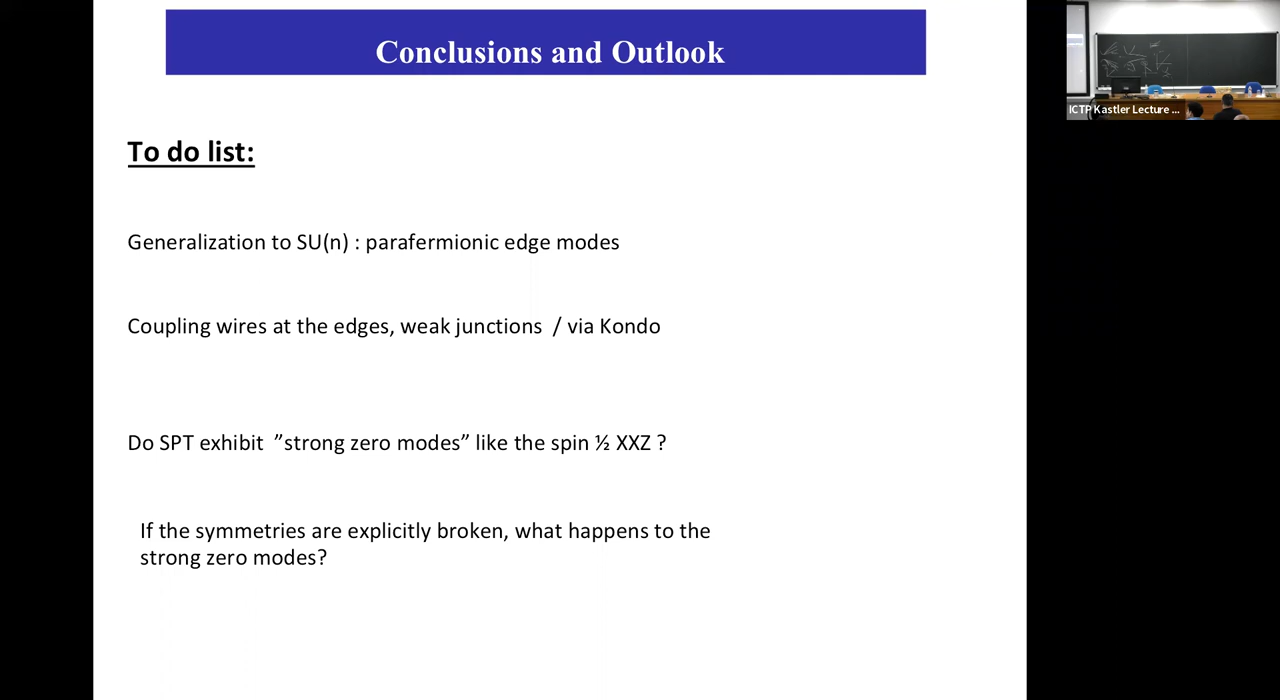 Conclusions and Outlook
ICTP Kastler Lecture ...
To do list:
Generalization to SU(n) : parafermionic edge modes
Coupling wires at the edges, weak junctions / via Kondo
Do SPT exhibit ”strong zero modes” like the spin ½ XXZ ?
If the symmetries are explicitly broken, what happens to the
strong zero modes?